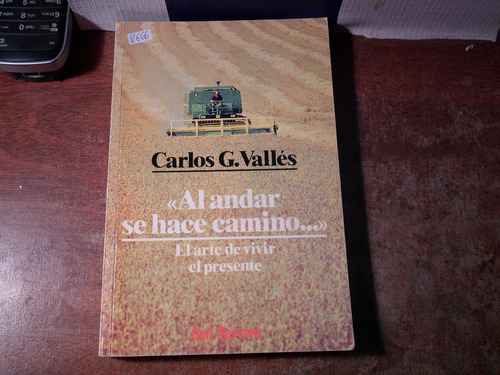 V666
Carlos G. Vallés
«Al andar
se hace camino...»
El arte de vivir
el presente
Sal Terrae